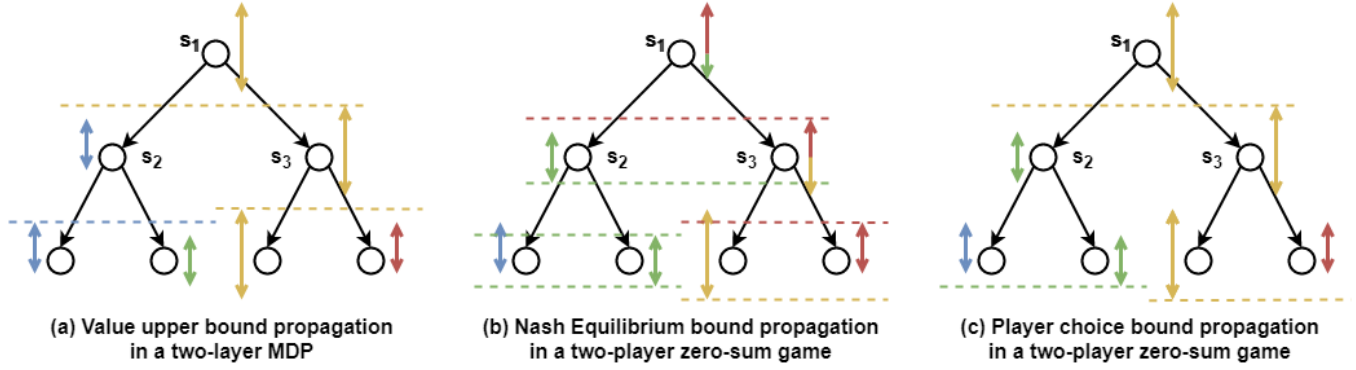 s1
s2
s3
(a) Value upper bound propagation
in a two-layer MDP
s1
s2
s3
(b) Nash Equilibrium bound propagation
in a two-player zero-sum game
s1
s2
s3
(c) Player choice bound propagation
in a two-player zero-sum game